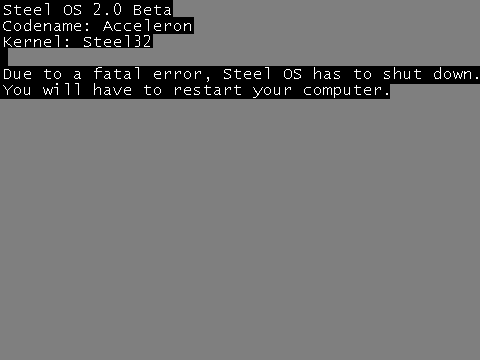 Steel OS 2.0 Beta
Codename: Acceleron
Kernel: Steel32
Due to a fatal error, Steel OS has to shut down.
You will have to restart your computer.